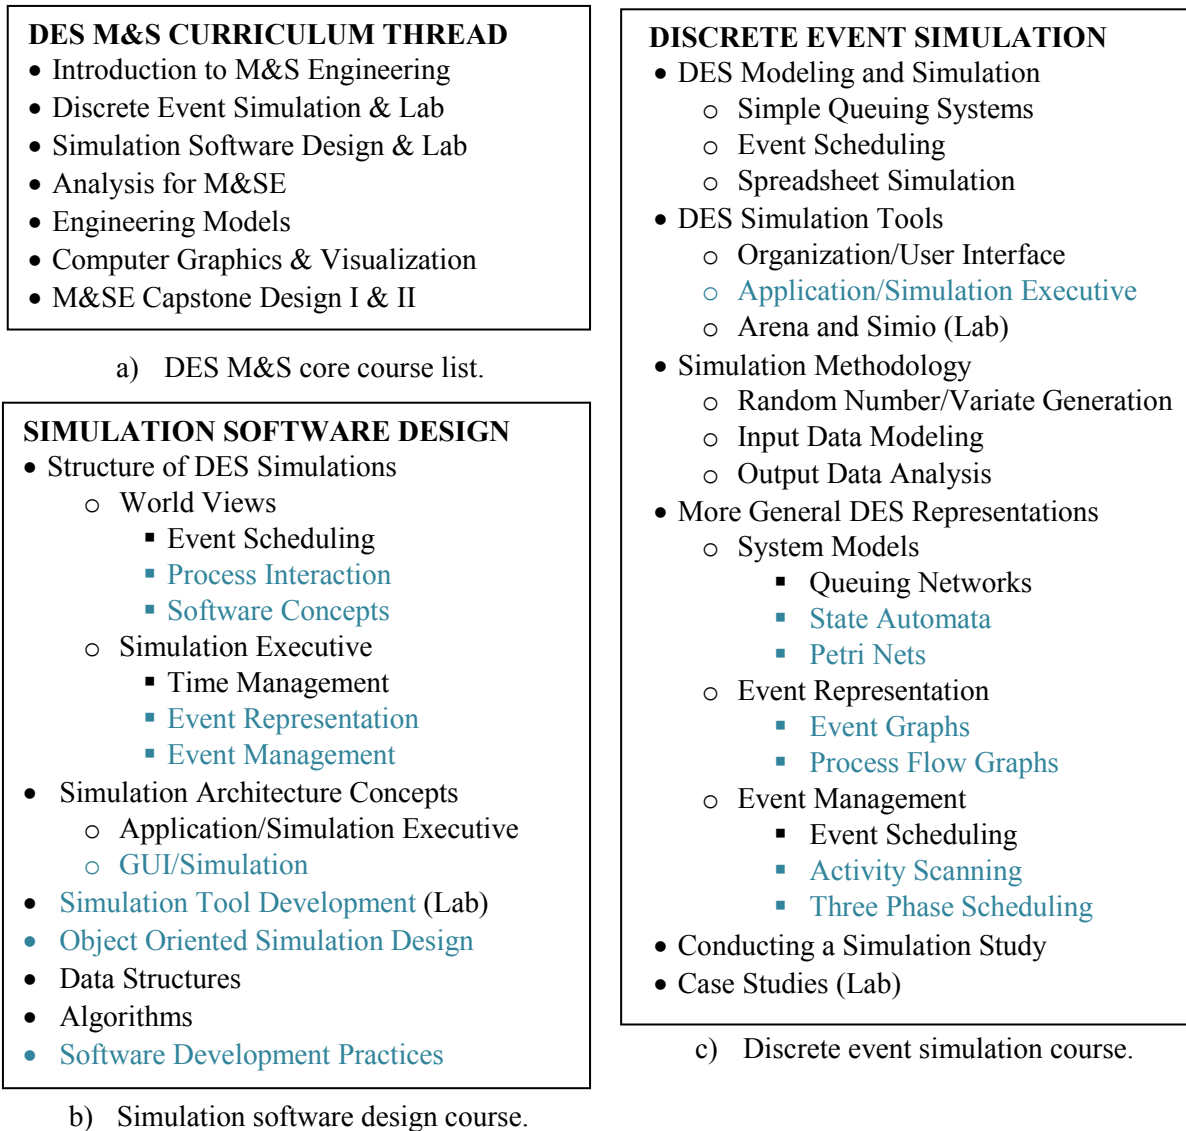 DES M&S CURRICULUM THREAD
• Introduction to M&S Engineering
• Discrete Event Simulation & Lab
• Simulation Software Design & Lab
• Analysis for M&SE
• Engineering Models
• Computer Graphics & Visualization
• M&SE Capstone Design I & II
a) DES M&S core course list.
SIMULATION SOFTWARE DESIGN
• Structure of DES Simulations
o World Views
▪ Event Scheduling
▪ Process Interaction
▪ Software Concepts
o Simulation Executive
▪ Time Management
▪ Event Representation
▪ Event Management
• Simulation Architecture Concepts
o Application/Simulation Executive
o GUI/Simulation
• Simulation Tool Development (Lab)
• Object Oriented Simulation Design
• Data Structures
• Algorithms
• Software Development Practices
b) Simulation software design course.
DISCRETE EVENT SIMULATION
• DES Modeling and Simulation
o Simple Queuing Systems
o Event Scheduling
o Spreadsheet Simulation
• DES Simulation Tools
o Organization/User Interface
o Application/Simulation Executive
o Arena and Simio (Lab)
• Simulation Methodology
o Random Number/Variate Generation
o Input Data Modeling
o Output Data Analysis
• More General DES Representations
o System Models
▪ Queuing Networks
▪ State Automata
▪ Petri Nets
o Event Representation
▪ Event Graphs
▪ Process Flow Graphs
o Event Management
▪ Event Scheduling
▪ Activity Scanning
▪ Three Phase Scheduling
• Conducting a Simulation Study
• Case Studies (Lab)
c) Discrete event simulation course.